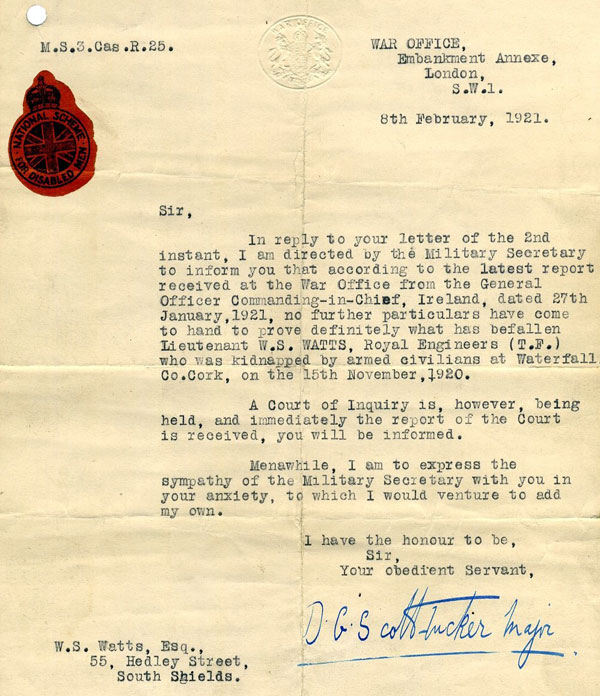 M.S.3.Cas.R.25.
WAR OFFICE
WAR OFFICE,
Embankment Annexe,
London,
S.W.1.
8th February, 1921.
NATIONAL SCHEME
FOR DISABLED MEN
Sir,
In reply to your letter of the 2nd
instant, I am directed by the Military Secretary
to inform you that according to the latest report
received at the War Office from the General
Officer Commanding-in-Chief, Ireland, dated 27th
January,1921, no further particulars have come
to hand to prove definitely what has befallen
Lieutenant W.S. WATTS, Royal Engineers (T.F.)
who was kidnapped by armed civilians at Waterfall
Co.Cork, on the 15th November,1920.
A Court of Inquiry is, however, being
held, and immediately the report of the Court
is received, you will be informed.
Menawhile, I am to express the
sympathy of the Military Secretary with you in
your anxiety, to which I would venture to add
my own.
I have the honour to be,
Sir,
Your obedient Servant,
D.G. Scott-Tucker Major
W.S. Watts, Esq.,
55, Hedley Street,
South Shields.